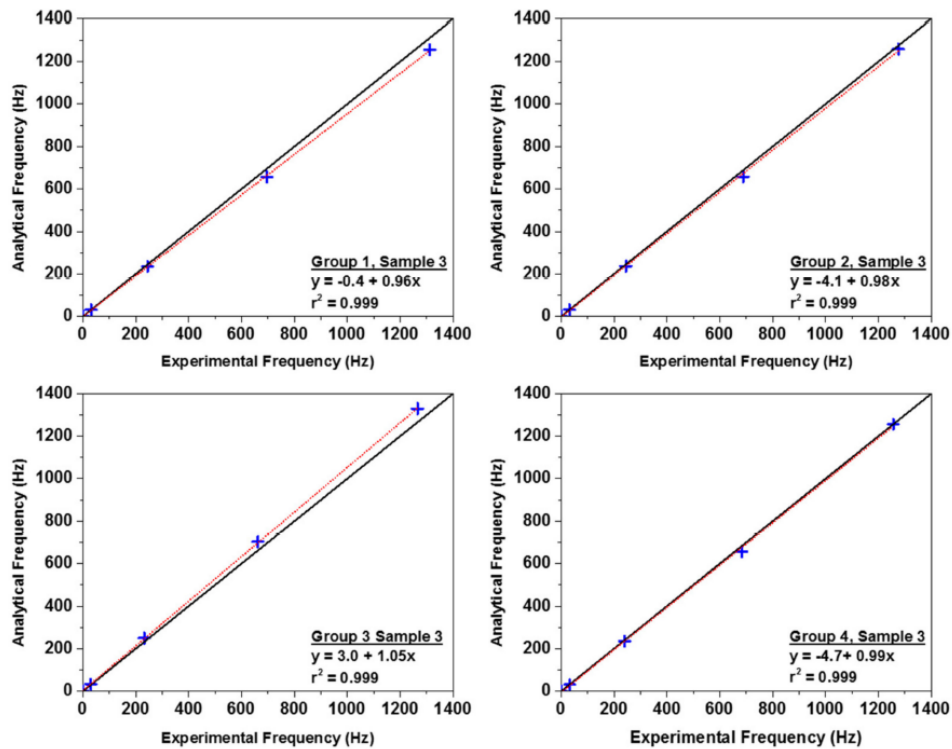 1400
1200
1000
800
600
400
200
0
Analytical Frequency (Hz)
Group 1, Sample 3
y = -0.4 + 0.96x
r² = 0.999
0 200 400 600 800 1000 1200 1400
Experimental Frequency (Hz)
1400
1200
1000
800
600
400
200
0
Analytical Frequency (Hz)
Group 2, Sample 3
y = -4.1 + 0.98x
r² = 0.999
0 200 400 600 800 1000 1200 1400
Experimental Frequency (Hz)
1400
1200
1000
800
600
400
200
0
Analytical Frequency (Hz)
Group 3 Sample 3
y = 3.0 + 1.05x
r² = 0.999
0 200 400 600 800 1000 1200 1400
Experimental Frequency (Hz)
1400
1200
1000
800
600
400
200
0
Analytical Frequency (Hz)
Group 4, Sample 3
y = -4.7+ 0.99x
r² = 0.999
0 200 400 600 800 1000 1200 1400
Experimental Frequency (Hz)